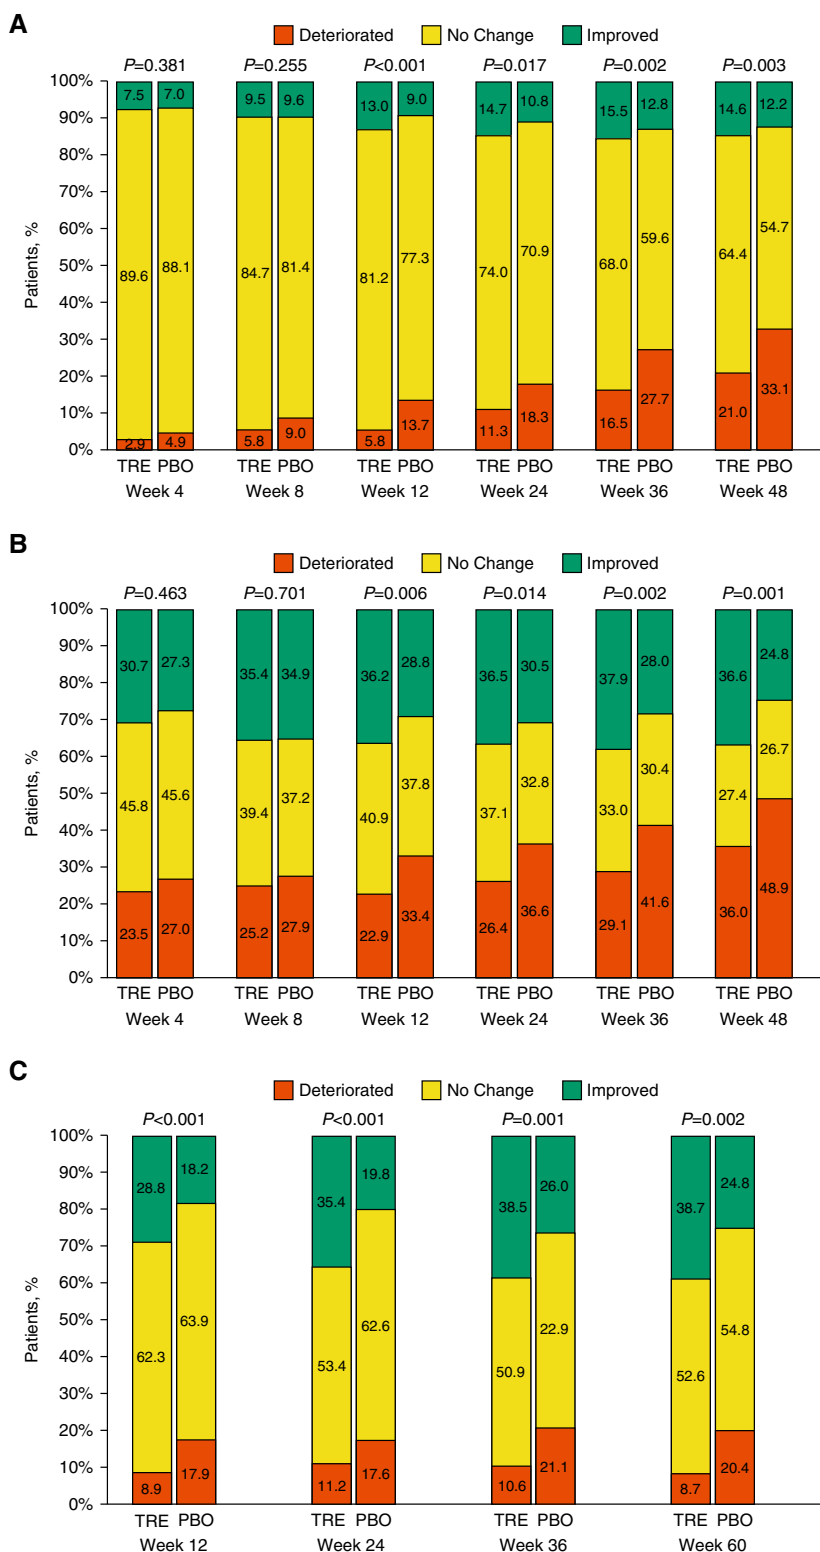 A
Deteriorated No Change Improved
P=0.381 P=0.255 P<0.001 P=0.017 P=0.002 P=0.003
100%
7.5 7.0 9.5 9.6 13.0 9.0 14.7 10.8 15.5 12.8 14.6 12.2
90%
80%
70%
60%
Patients, %
50%
89.6 88.1 84.7 81.4 81.2 77.3 74.0 70.9 68.0 59.6 64.4 54.7
40%
30%
20%
10%
2.9 4.9 5.8 9.0 5.8 13.7 11.3 18.3 16.5 27.7 21.0 33.1
0%
TRE PBO TRE PBO TRE PBO TRE PBO TRE PBO TRE PBO
Week 4 Week 8 Week 12 Week 24 Week 36 Week 48
B
Deteriorated No Change Improved
P=0.463 P=0.701 P=0.006 P=0.014 P=0.002 P=0.001
100%
90%
30.7 27.3 35.4 34.9 36.2 28.8 36.5 30.5 37.9 28.0 36.6 24.8
80%
70%
60%
Patients, %
50%
45.8 45.6 39.4 37.2 40.9 37.8 37.1 32.8 33.0 30.4 27.4 26.7
40%
30%
20%
23.5 27.0 25.2 27.9 22.9 33.4 26.4 36.6 29.1 41.6 36.0 48.9
10%
0%
TRE PBO TRE PBO TRE PBO TRE PBO TRE PBO TRE PBO
Week 4 Week 8 Week 12 Week 24 Week 36 Week 48
C
Deteriorated No Change Improved
P<0.001 P<0.001 P=0.001 P=0.002
100%
90%
28.8 18.2 35.4 19.8 38.5 26.0 38.7 24.8
80%
70%
60%
Patients, %
50%
62.3 63.9 53.4 62.6 50.9 22.9 52.6 54.8
40%
30%
20%
10%
8.9 17.9 11.2 17.6 10.6 21.1 8.7 20.4
0%
TRE PBO TRE PBO TRE PBO TRE PBO
Week 12 Week 24 Week 36 Week 60